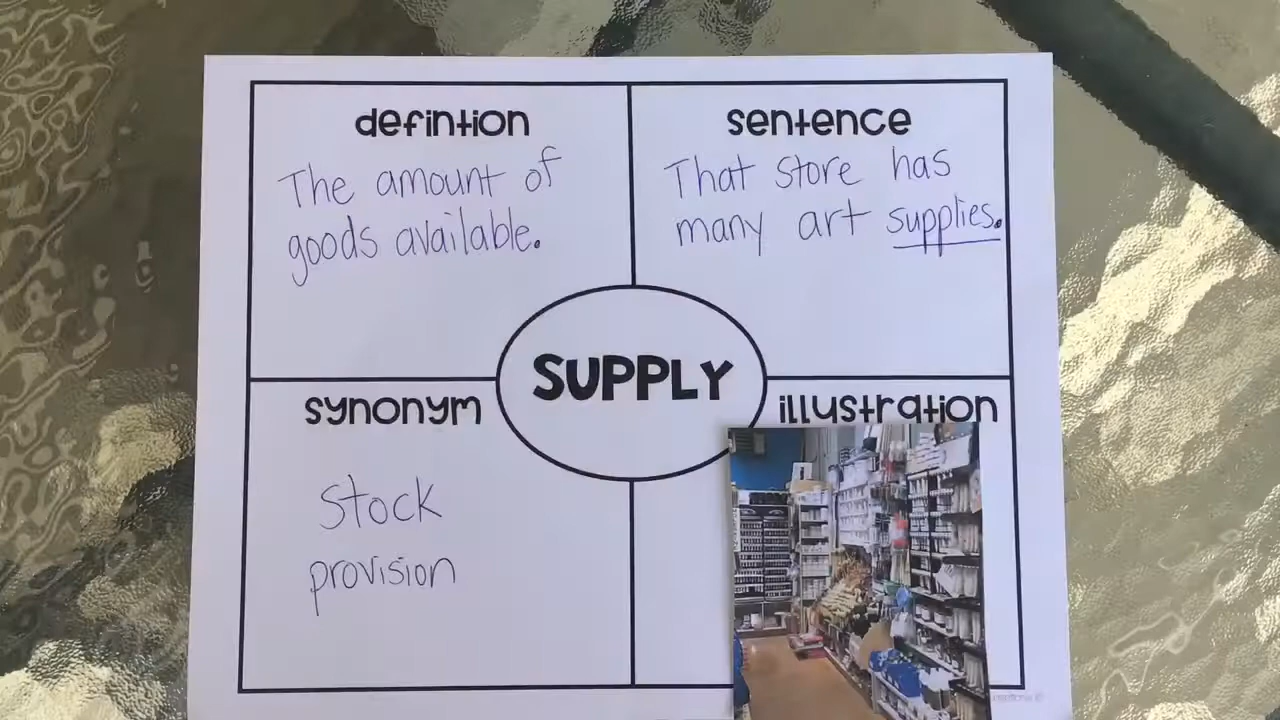 defintion
The amount of
goods available.
sentence
That store has
many art supplies.
SUPPLY
synonym
stock
provision
illustration